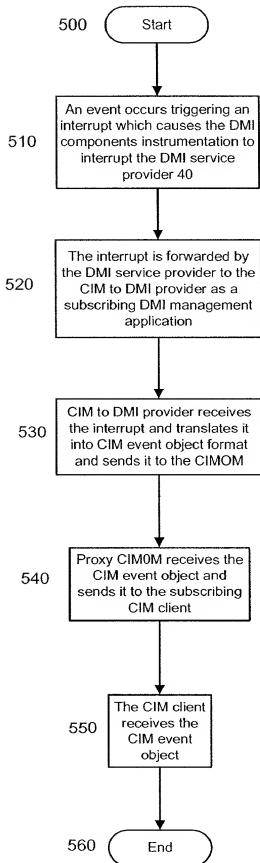 500
Start
510
An event occurs triggering an
interrupt which causes the DMI
components instrumentation to
interrupt the DMI service
provider 40
520
The interrupt is forwarded by
the DMI service provider to the
CIM to DMI provider as a
subscribing DMI management
application
530
CIM to DMI provider receives
the interrupt and translates it
into CIM event object format
and sends it to the CIMOM
540
Proxy CIM0M receives the
CIM event object and
sends it to the subscribing
CIM client
550
The CIM client
receives the
CIM event
object
560
End